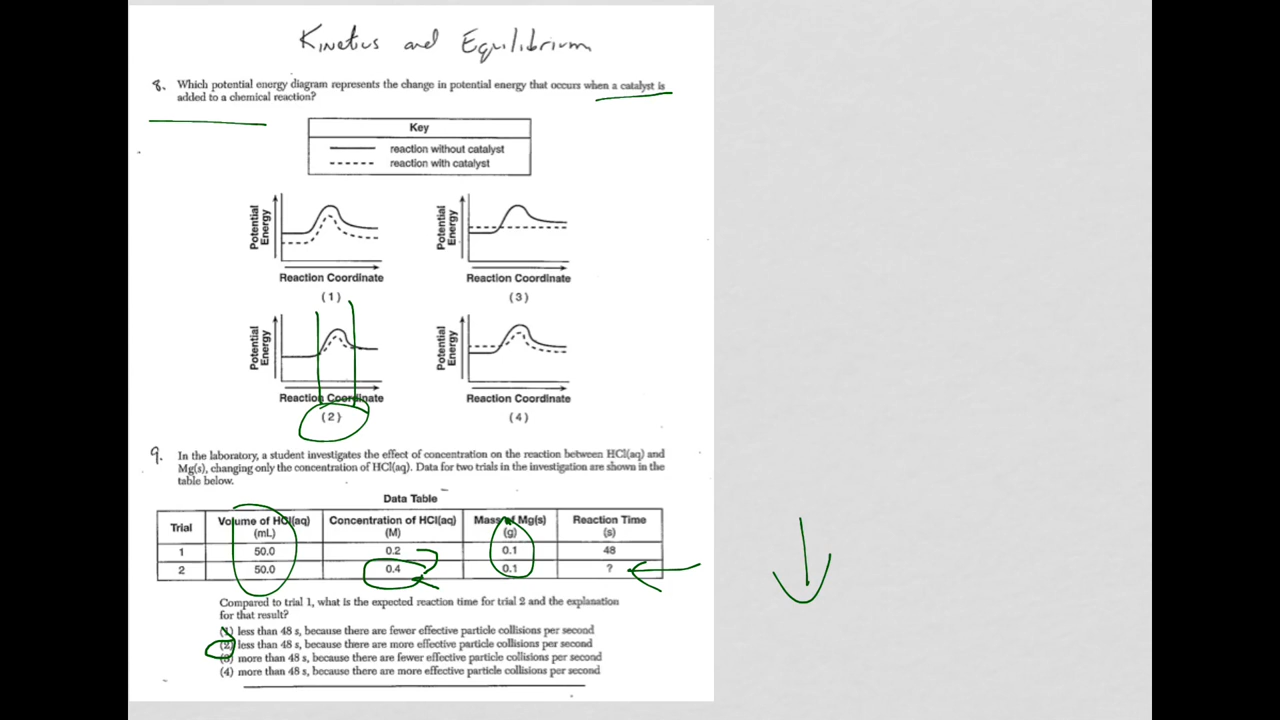 Kinetics and Equilibrium
8. Which potential energy diagram represents the change in potential energy that occurs when a catalyst is
added to a chemical reaction?
Key
reaction without catalyst
reaction with catalyst
Potential Energy
Reaction Coordinate
(1)
Potential Energy
Reaction Coordinate
(3)
Potential Energy
Reaction Coordinate
(2)
Potential Energy
Reaction Coordinate
(4)
9. In the laboratory, a student investigates the effect of concentration on the reaction between HCl(aq) and
Mg(s), changing only the concentration of HCl(aq). Data for two trials in the investigation are shown in the
table below.
Data Table
Trial Volume of HCl(aq) (mL) Concentration of HCl(aq) (M) Mass of Mg(s) (g) Reaction Time (s)
1 50.0 0.2 0.1 48
2 50.0 0.4 0.1 ?
Compared to trial 1, what is the expected reaction time for trial 2 and the explanation
for that result?
(1) less than 48 s, because there are fewer effective particle collisions per second
(2) less than 48 s, because there are more effective particle collisions per second
(3) more than 48 s, because there are fewer effective particle collisions per second
(4) more than 48 s, because there are more effective particle collisions per second